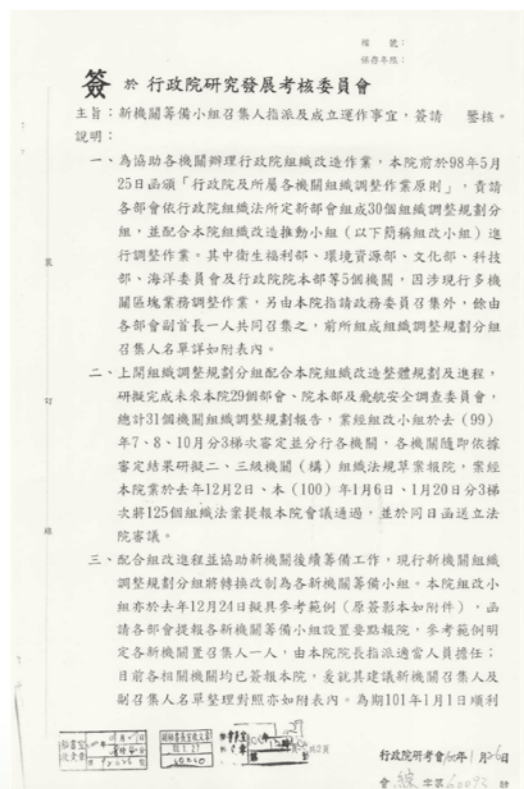 檔　號：
保存年限：
簽 於 行政院研究發展考核委員會
主旨：新機關籌備小組召集人指派及成立運作事宜，簽請　鑒核。
說明：
一、為協助各機關辦理行政院組織改造作業，本院前於98年5月
25日函頒「行政院及所屬各機關組織調整作業原則」，責請
各部會依行政院組織法所定新部會組成30個組織調整規劃分
組，並配合本院組織改造推動小組（以下簡稱組改小組）進
行調整作業。其中衛生福利部、環境資源部、文化部、科技
部、海洋委員會及行政院院本部等5個機關，因涉現行多機
關區塊業務調整作業，另由本院指請政務委員召集外，餘由
各部會副首長一人共同召集之，前所組成組織調整規劃分組
召集人名單詳如附表內。
二、上開組織調整規劃分組配合本院組織改造整體規劃及進程，
研擬完成未來本院29個部會、院本部及飛航安全調查委員會，
總計31個機關組織調整規劃報告，業經組改小組於去（99）
年7、8、10月分3梯次審定並分行各機關，各機關隨即依據
審定結果研擬二、三級機關（構）組織法規草案報院，業經
本院業於去年12月2日、本（100）年1月6日、1月20日分3梯
次將125個組織法案提報本院會議通過，並於同日函送立法
院審議。
三、配合組改進程並協助新機關後續籌備工作，現行新機關組織
調整規劃分組將轉換改制為各新機關籌備小組。本院組改小
組亦於去年12月24日擬具參考範例（原簽影本如附件），函
請各部會提報各新機關籌備小組設置要點報院，參考範例明
定各新機關置召集人一人，由本院院長指派適當人員擔任；
目前各相關機關均已簽報本院，爰就其建議新機關召集人及
副召集人名單整理對照亦如附表內。為期101年1月1日順利
裝
訂
線
共2頁
行政院研考會100年1月26日
會 綜 字第